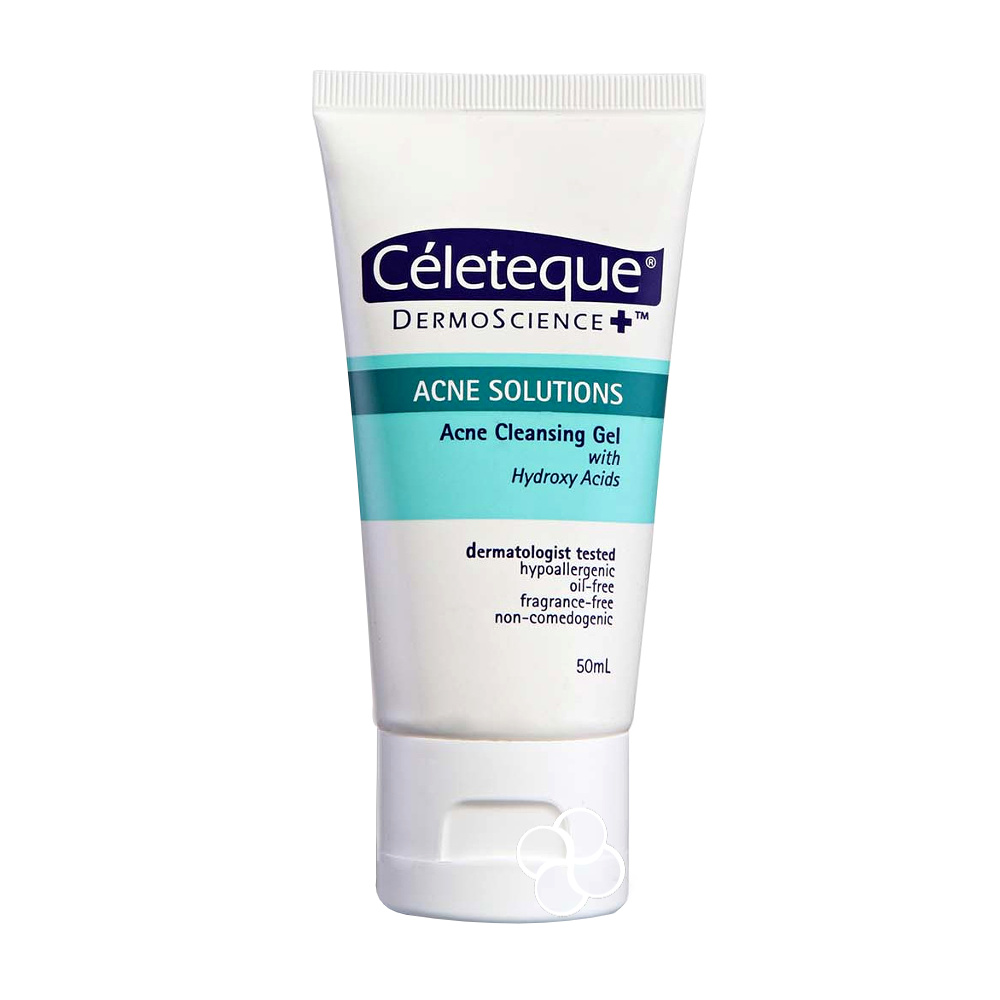 Céleteque®
DERMOSCIENCE+™
ACNE SOLUTIONS
Acne Cleansing Gel
with
Hydroxy Acids
dermatologist tested
hypoallergenic
oil-free
fragrance-free
non-comedogenic
50mL